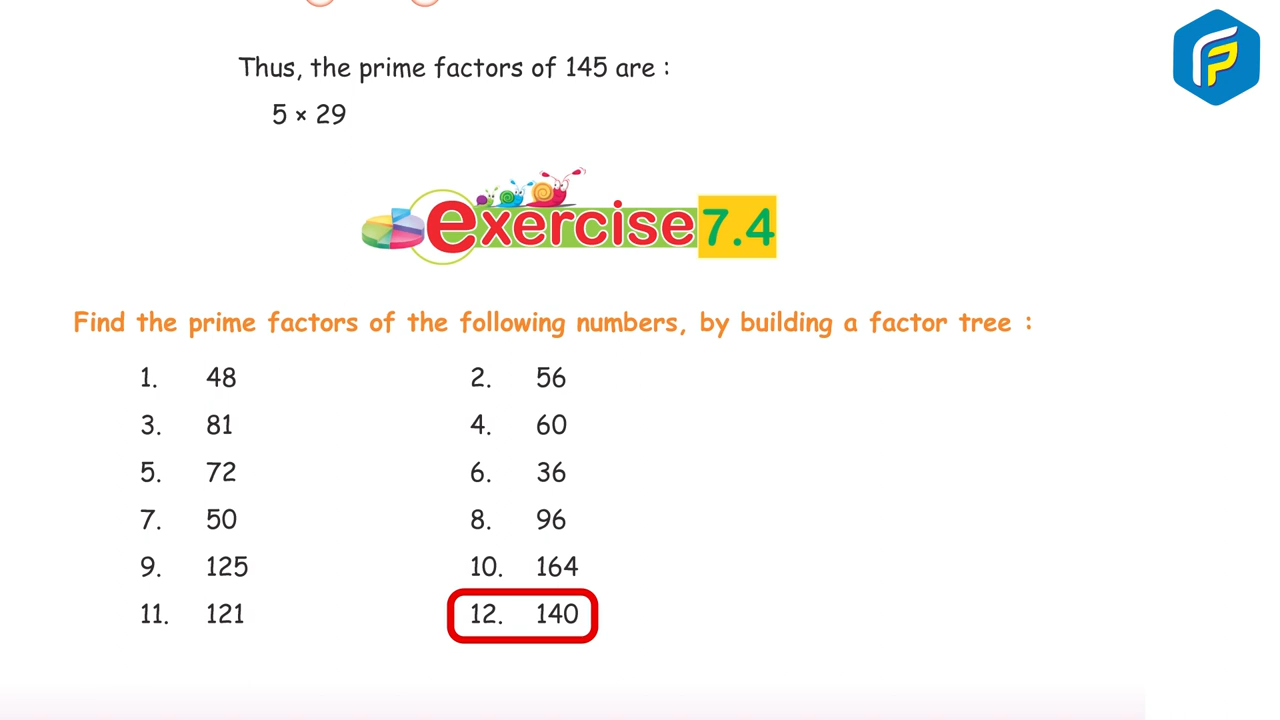 Thus, the prime factors of 145 are :
5 × 29
exercise 7.4
Find the prime factors of the following numbers, by building a factor tree :
1. 48 2. 56
3. 81 4. 60
5. 72 6. 36
7. 50 8. 96
9. 125 10. 164
11. 121 12. 140